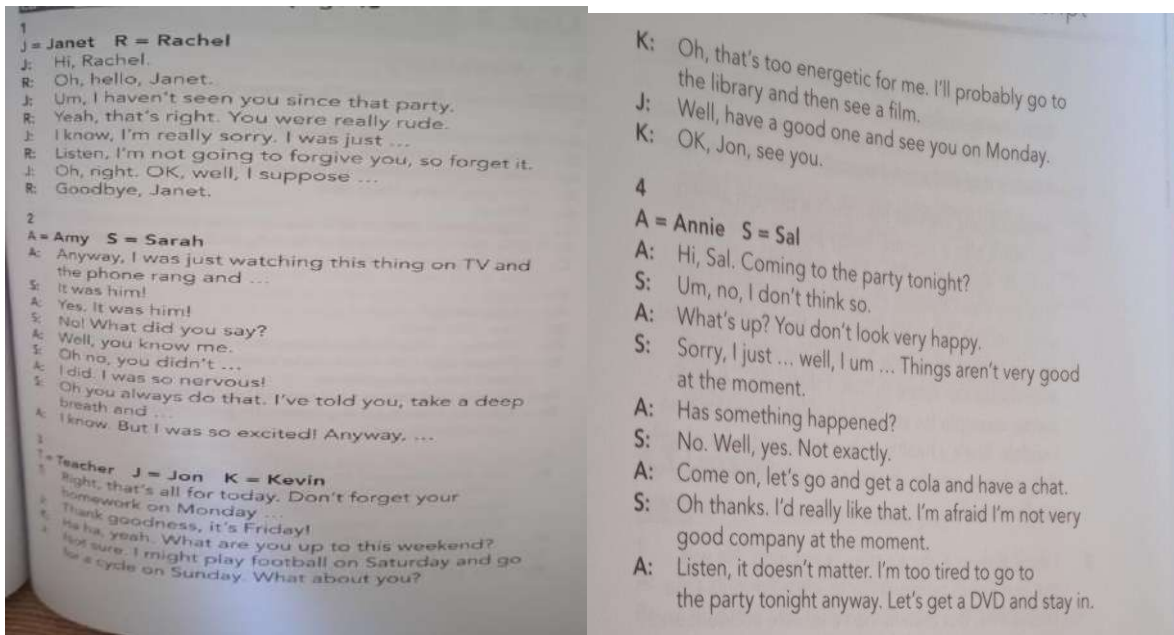 1
J = Janet R = Rachel
J: Hi, Rachel.
R: Oh, hello, Janet.
J: Um, I haven't seen you since that party.
R: Yeah, that's right. You were really rude.
J: I know, I'm really sorry. I was just ...
R: Listen, I'm not going to forgive you, so forget it.
J: Oh, right. OK, well, I suppose ...
R: Goodbye, Janet.
2
A = Amy S = Sarah
A: Anyway, I was just watching this thing on TV and
the phone rang and ...
S: It was him!
A: Yes. It was him!
S: No! What did you say?
A: Well, you know me.
S: Oh no, you didn't ...
A: I did. I was so nervous!
S: Oh you always do that. I've told you, take a deep
breath and ...
A: I know. But I was so excited! Anyway, ...
3
T = Teacher J = Jon K = Kevin
T: Right, that's all for today. Don't forget your
homework on Monday ...
Thank goodness, it's Friday!
Ha ha, yeah. What are you up to this weekend?
Not sure. I might play football on Saturday and go
for a cycle on Sunday. What about you?
K: Oh, that's too energetic for me. I'll probably go to
the library and then see a film.
J: Well, have a good one and see you on Monday.
K: OK, Jon, see you.
4
A = Annie S = Sal
A: Hi, Sal. Coming to the party tonight?
S: Um, no, I don't think so.
A: What's up? You don't look very happy.
S: Sorry, I just ... well, I um ... Things aren't very good
at the moment.
A: Has something happened?
S: No. Well, yes. Not exactly.
A: Come on, let's go and get a cola and have a chat.
S: Oh thanks. I'd really like that. I'm afraid I'm not very
good company at the moment.
A: Listen, it doesn't matter. I'm too tired to go to
the party tonight anyway. Let's get a DVD and stay in.